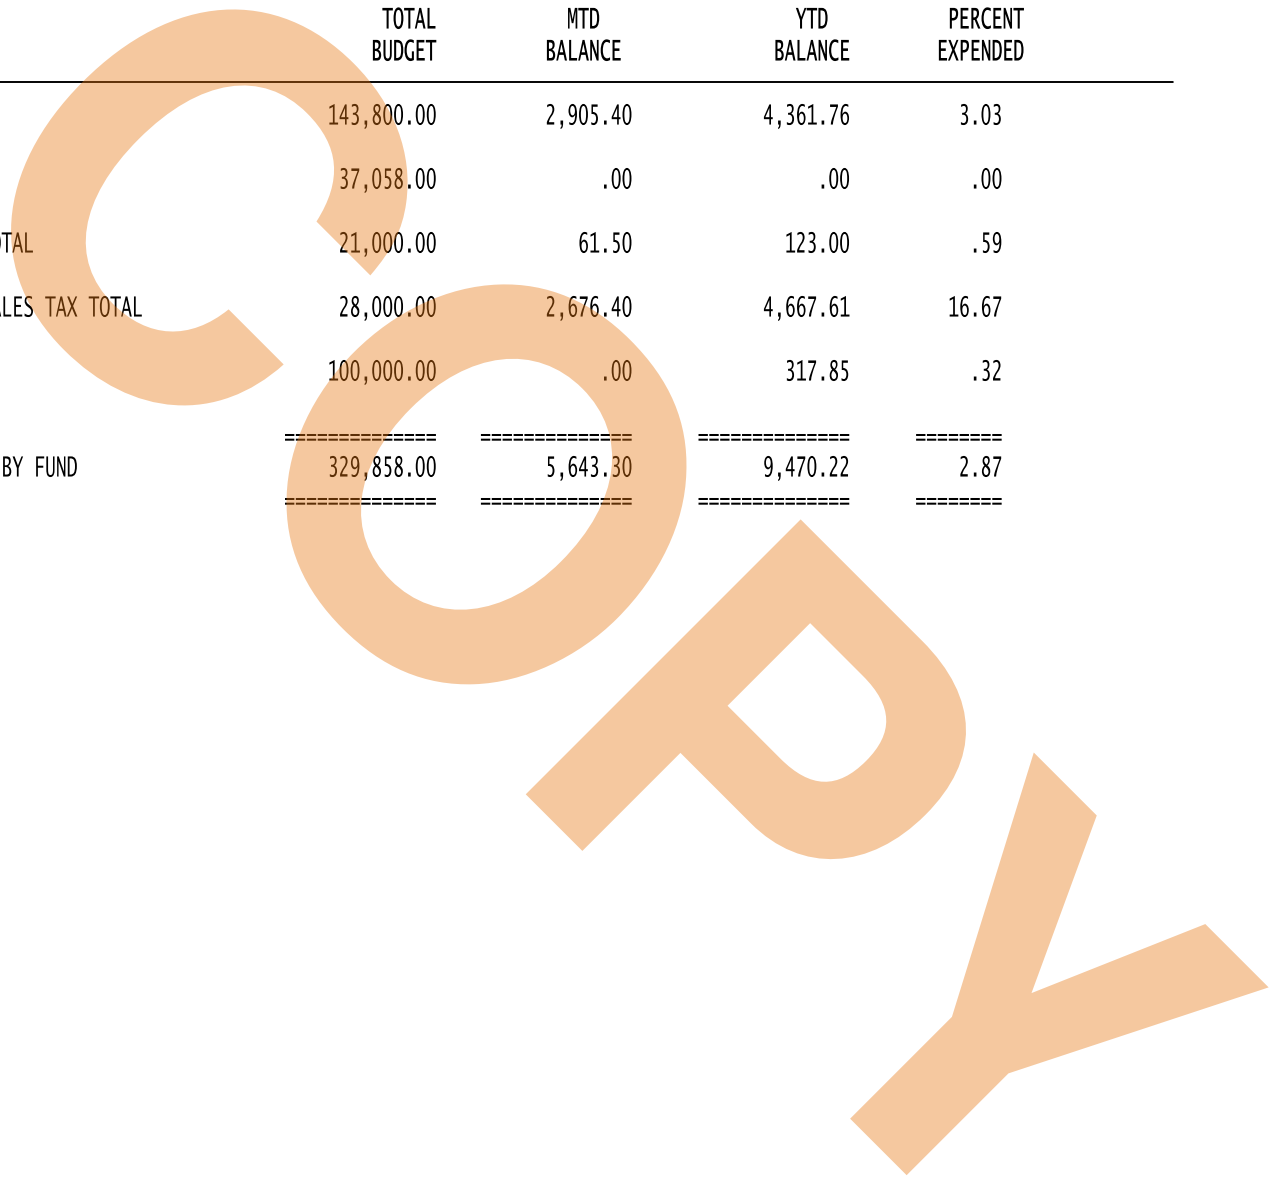 TOTAL MTD YTD PERCENT
BUDGET BALANCE BALANCE EXPENDED
143,800.00 2,905.40 4,361.76 3.03
37,058.00 .00 .00 .00
OTAL 21,000.00 61.50 123.00 .59
ALES TAX TOTAL 28,000.00 2,676.40 4,667.61 16.67
100,000.00 .00 317.85 .32
============== ============== ============== ========
BY FUND 329,858.00 5,643.30 9,470.22 2.87
============== ============== ============== ========
COPY